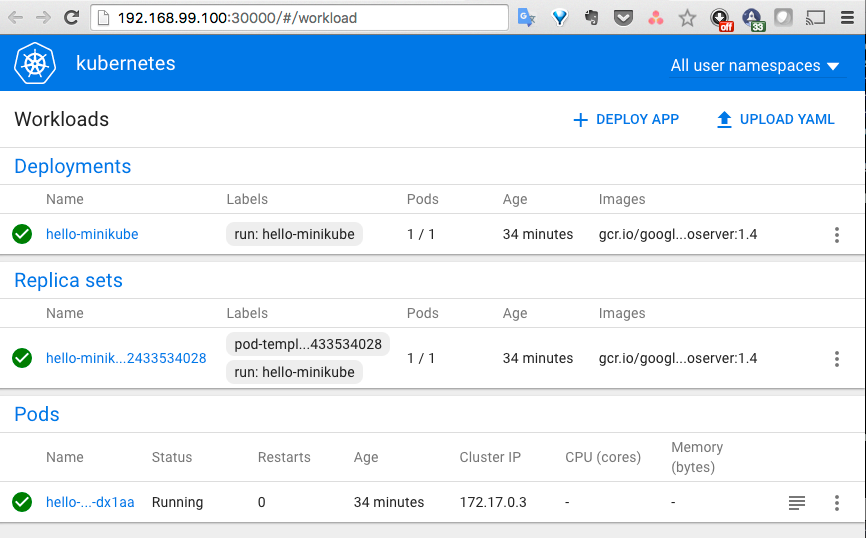 192.168.99.100:30000/#/workload
off
33
kubernetes
All user namespaces
Workloads
DEPLOY APP
UPLOAD YAML
Deployments
Name Labels Pods Age Images
hello-minikube run: hello-minikube 1 / 1 34 minutes gcr.io/googl...oserver:1.4
Replica sets
Name Labels Pods Age Images
pod-templ...433534028
hello-minik...2433534028 1 / 1 34 minutes gcr.io/googl...oserver:1.4
run: hello-minikube
Pods
Name Status Restarts Age Cluster IP CPU (cores) Memory
(bytes)
hello-...-dx1aa Running 0 34 minutes 172.17.0.3 - -